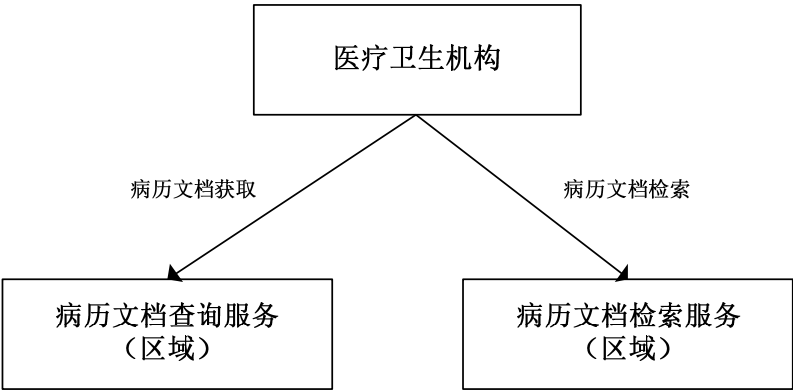 医疗卫生机构
病历文档获取
病历文档检索
病历文档查询服务
（区域）
病历文档检索服务
（区域）